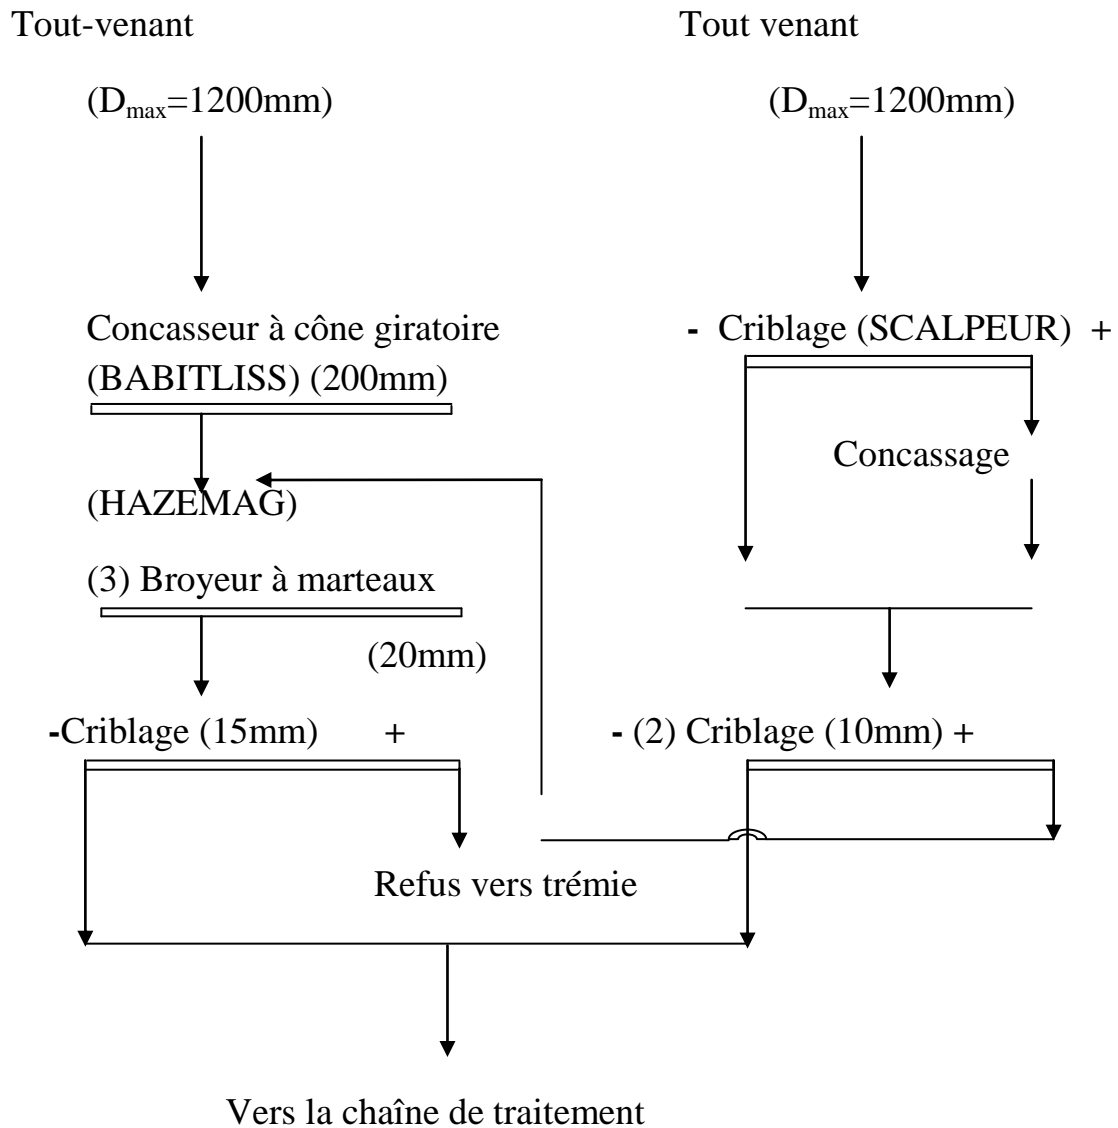 Tout-venant
Tout venant
(Dmax=1200mm)
(Dmax=1200mm)
Concasseur à cône giratoire
(BABITLISS) (200mm)
- Criblage (SCALPEUR) +
Concassage
(HAZEMAG)
(3) Broyeur à marteaux
(20mm)
-Criblage (15mm) +
- (2) Criblage (10mm) +
Refus vers trémie
Vers la chaîne de traitement